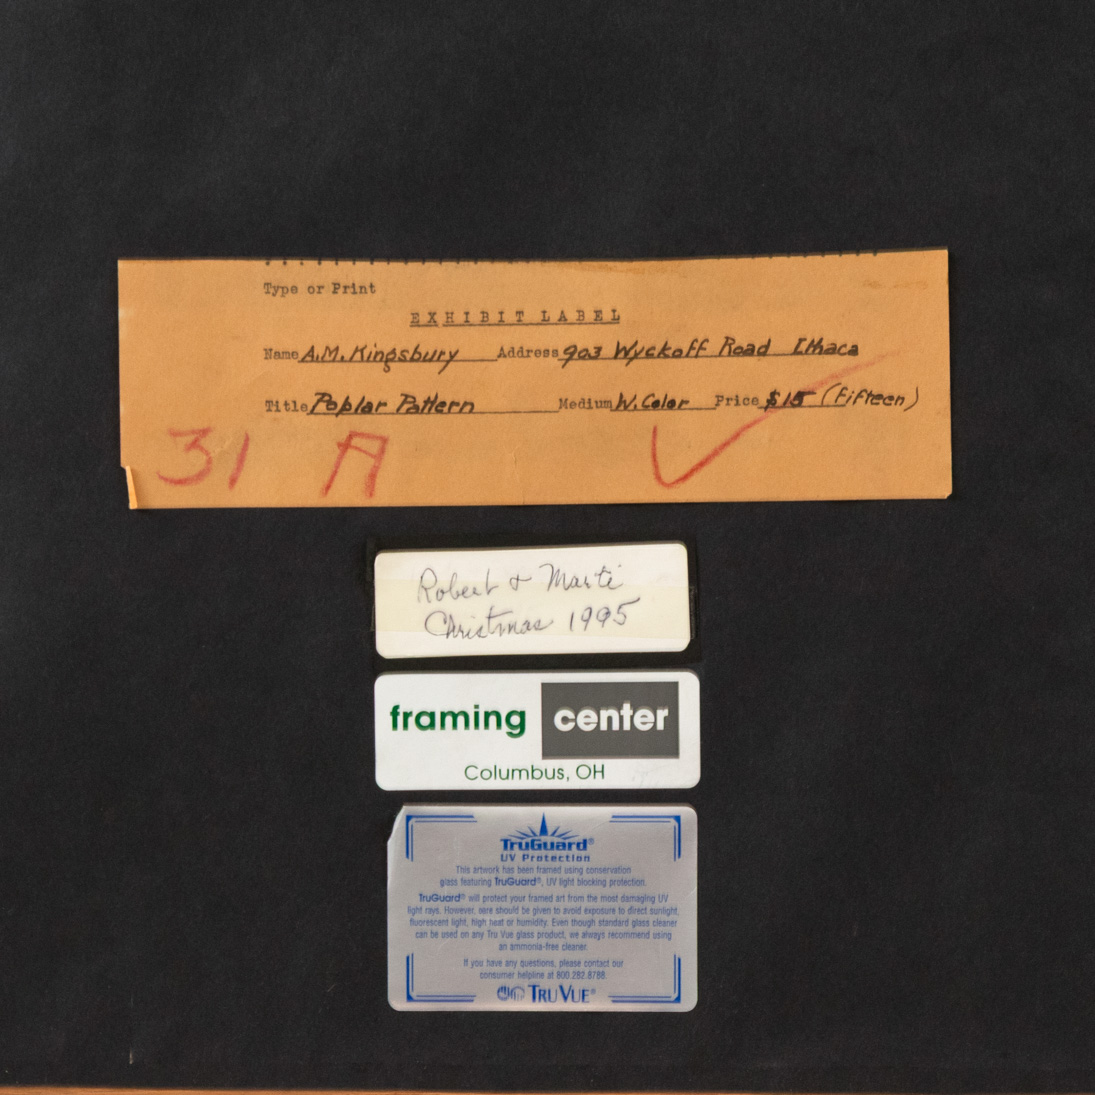 Type or Print
EXHIBIT LABEL
Name A.M. Kingsbury Address 903 Wyckoff Road Ithaca
Title Poplar Pattern Medium W. Color Price $15 (Fifteen)
31 A ✓
Robert & Marti
Christmas 1995
framing center
Columbus, OH
TruGuard®
UV Protection
This artwork has been framed using conservation
glass featuring TruGuard®, UV light blocking protection.
TruGuard® will protect your framed art from the most damaging UV
light rays. However, care should be given to avoid exposure to direct sunlight,
fluorescent light, high heat or humidity. Even though standard glass cleaner
can be used on any Tru Vue glass product, we always recommend using
an ammonia-free cleaner.
If you have any questions, please contact our
consumer helpline at 800.282.8788.
TRU VUE®